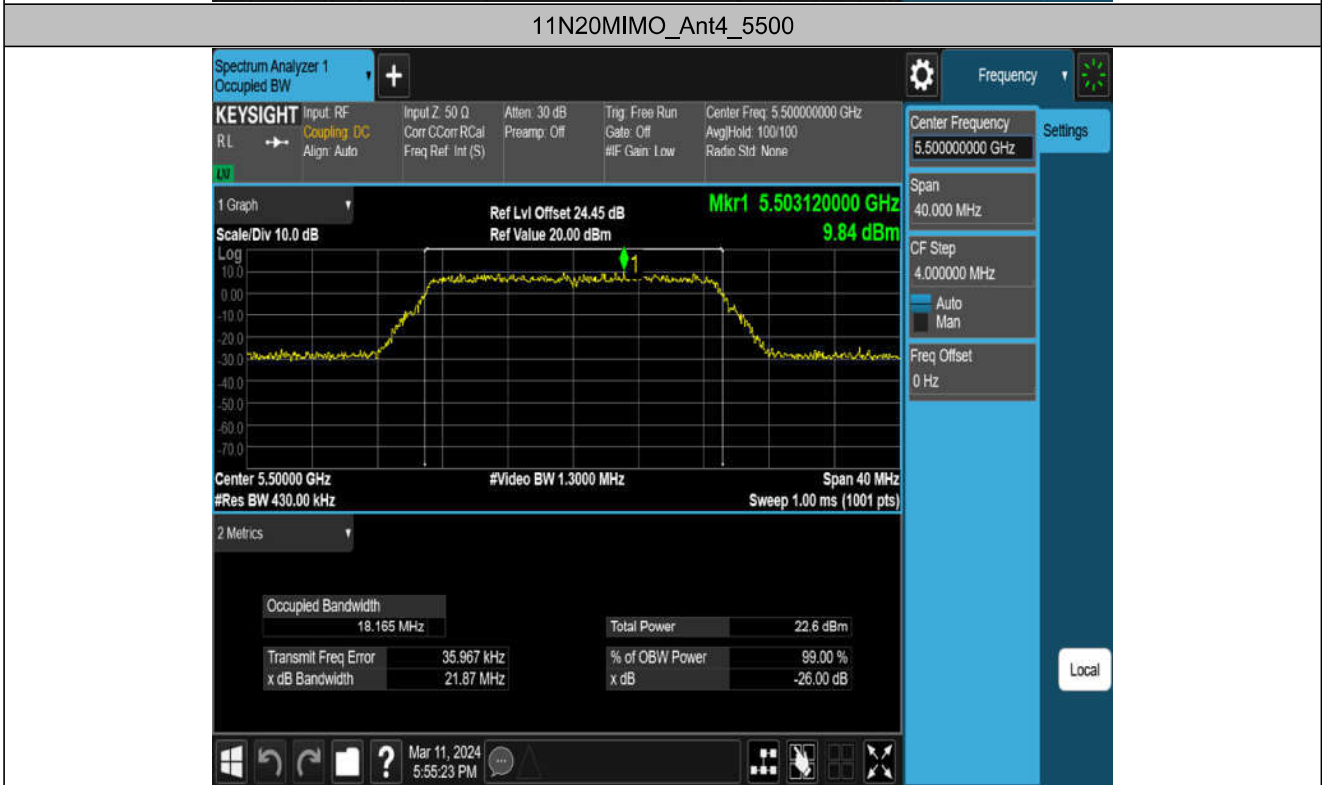 11N20MIMO_Ant4_5500
Spectrum Analyzer 1
Occupied BW
Frequency
KEYSIGHT
RL
LXI
Input: RF
Coupling: DC
Align: Auto
Input Z: 50 Ω
Corr CCorr RCal
Freq Ref: Int (S)
Atten: 30 dB
Preamp: Off
Trig: Free Run
Gate: Off
#IF Gain: Low
Center Freq: 5.500000000 GHz
Avg|Hold: 100/100
Radio Std: None
Center Frequency
5.500000000 GHz
Settings
Span
40.000 MHz
CF Step
4.000000 MHz
Auto
Man
Freq Offset
0 Hz
Local
1 Graph
Scale/Div 10.0 dB
Ref Lvl Offset 24.45 dB
Ref Value 20.00 dBm
Mkr1 5.503120000 GHz
9.84 dBm
Log
10.0
0.00
-10.0
-20.0
-30.0
-40.0
-50.0
-60.0
-70.0
1
Center 5.50000 GHz
#Res BW 430.00 kHz
#Video BW 1.3000 MHz
Span 40 MHz
Sweep 1.00 ms (1001 pts)
2 Metrics
Occupied Bandwidth
18.165 MHz
Total Power 22.6 dBm
Transmit Freq Error 35.967 kHz
% of OBW Power 99.00 %
x dB Bandwidth 21.87 MHz
x dB -26.00 dB
Mar 11, 2024
5:55:23 PM